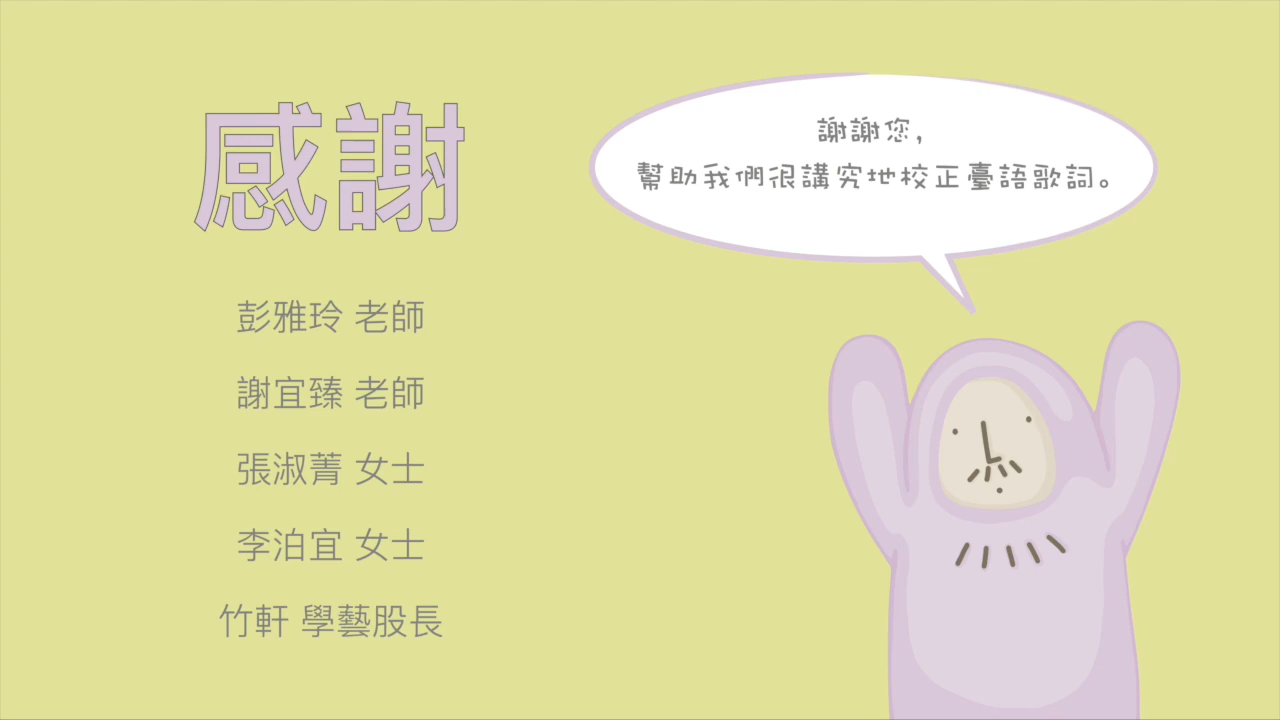 感謝
彭雅玲 老師
謝宜臻 老師
張淑菁 女士
李泊宜 女士
竹軒 學藝股長
謝謝您，
幫助我們很講究地校正臺語歌詞。